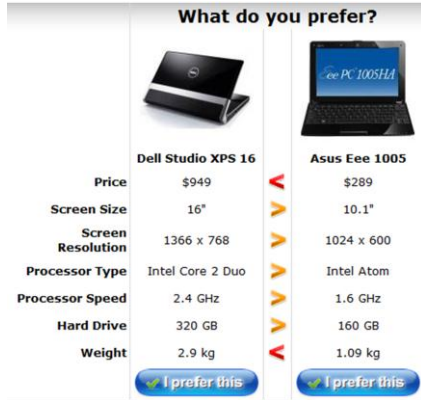 What do you prefer?
Eee PC 1005HA
Dell Studio XPS 16 Asus Eee 1005
Price $949 < $289
Screen Size 16" > 10.1"
Screen
Resolution 1366 x 768 > 1024 x 600
Processor Type Intel Core 2 Duo > Intel Atom
Processor Speed 2.4 GHz > 1.6 GHz
Hard Drive 320 GB > 160 GB
Weight 2.9 kg < 1.09 kg
I prefer this I prefer this